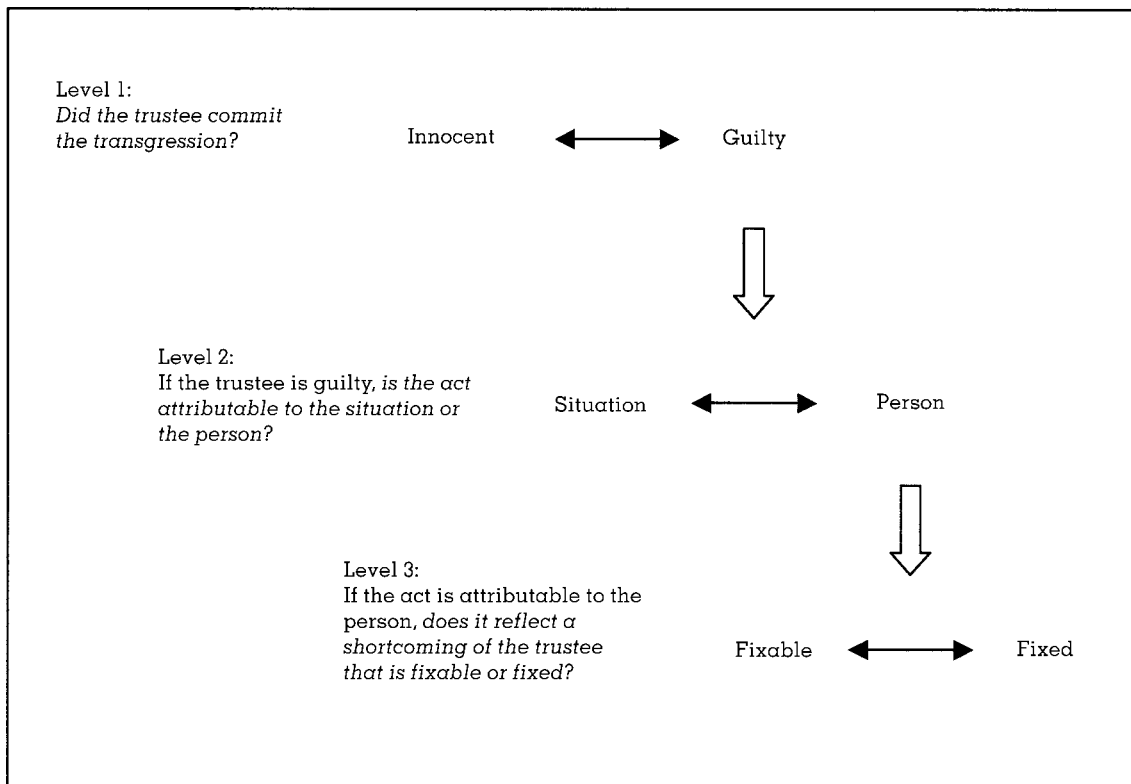 Level 1:
Did the trustee commit
the transgression?
Innocent
Guilty
Level 2:
If the trustee is guilty, is the act
attributable to the situation or
the person?
Situation
Person
Level 3:
If the act is attributable to the
person, does it reflect a
shortcoming of the trustee
that is fixable or fixed?
Fixable
Fixed